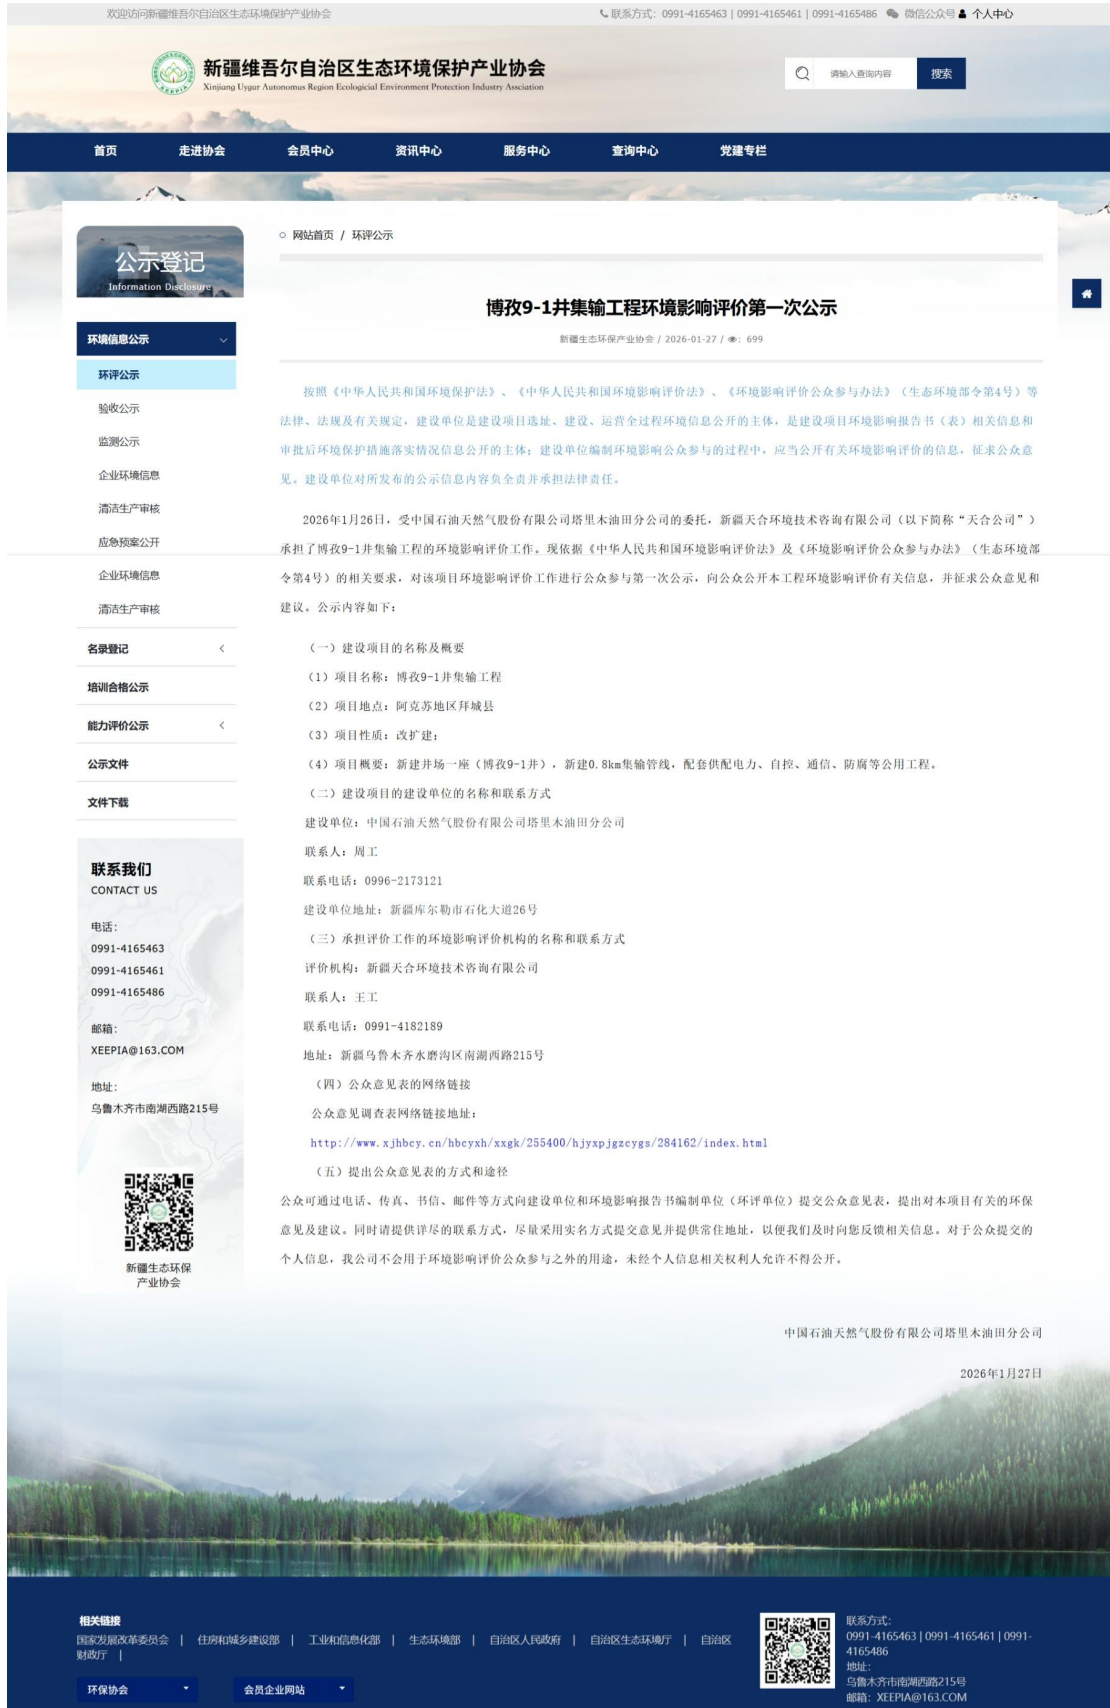 欢迎访问新疆维吾尔自治区生态环境保护产业协会
联系方式：0991-4165463 | 0991-4165461 | 0991-4165486 微信公众号 个人中心
新疆维吾尔自治区生态环境保护产业协会
Xinjiang Uygur Autonomus Region Ecologicial Environment Protection Industry Assciation
XEEPIA
请输入查询内容 搜索
首页 走进协会 会员中心 资讯中心 服务中心 查询中心 党建专栏
公示登记
Information Disclosure
环境信息公示
环评公示
验收公示
监测公示
企业环境信息
清洁生产审核
应急预案公开
企业环境信息
清洁生产审核
名录登记
培训合格公示
能力评价公示
公示文件
文件下载
联系我们
CONTACT US
电话：
0991-4165463
0991-4165461
0991-4165486
邮箱：
XEEPIA@163.COM
地址：
乌鲁木齐市南湖西路215号
新疆生态环保
产业协会
网站首页 / 环评公示
博孜9-1井集输工程环境影响评价第一次公示
新疆生态环保产业协会 / 2026-01-27 / ：699
按照《中华人民共和国环境保护法》、《中华人民共和国环境影响评价法》、《环境影响评价公众参与办法》（生态环境部令第4号）等
法律、法规及有关规定，建设单位是建设项目选址、建设、运营全过程环境信息公开的主体，是建设项目环境影响报告书（表）相关信息和
审批后环境保护措施落实情况信息公开的主体；建设单位编制环境影响公众参与的过程中，应当公开有关环境影响评价的信息，征求公众意
见。建设单位对所发布的公示信息内容负全责并承担法律责任。
2026年1月26日，受中国石油天然气股份有限公司塔里木油田分公司的委托，新疆天合环境技术咨询有限公司（以下简称“天合公司”）
承担了博孜9-1井集输工程的环境影响评价工作。现依据《中华人民共和国环境影响评价法》及《环境影响评价公众参与办法》（生态环境部
令第4号）的相关要求，对该项目环境影响评价工作进行公众参与第一次公示，向公众公开本工程环境影响评价有关信息，并征求公众意见和
建议。公示内容如下：
（一）建设项目的名称及概要
（1）项目名称：博孜9-1井集输工程
（2）项目地点：阿克苏地区拜城县
（3）项目性质：改扩建；
（4）项目概要：新建井场一座（博孜9-1井），新建0.8km集输管线，配套供配电力、自控、通信、防腐等公用工程。
（二）建设项目的建设单位的名称和联系方式
建设单位：中国石油天然气股份有限公司塔里木油田分公司
联系人：周工
联系电话：0996-2173121
建设单位地址：新疆库尔勒市石化大道26号
（三）承担评价工作的环境影响评价机构的名称和联系方式
评价机构：新疆天合环境技术咨询有限公司
联系人：王工
联系电话：0991-4182189
地址：新疆乌鲁木齐水磨沟区南湖西路215号
（四）公众意见表的网络链接
公众意见调查表网络链接地址：
http://www.xjhbcy.cn/hbcyxh/xxgk/255400/hjyxpjgzcygs/284162/index.html
（五）提出公众意见表的方式和途径
公众可通过电话、传真、书信、邮件等方式向建设单位和环境影响报告书编制单位（环评单位）提交公众意见表，提出对本项目有关的环保
意见及建议。同时请提供详尽的联系方式，尽量采用实名方式提交意见并提供常住地址，以便我们及时向您反馈相关信息。对于公众提交的
个人信息，我公司不会用于环境影响评价公众参与之外的用途，未经个人信息相关权利人允许不得公开。
中国石油天然气股份有限公司塔里木油田分公司
2026年1月27日
相关链接
国家发展改革委员会 | 住房和城乡建设部 | 工业和信息化部 | 生态环境部 | 自治区人民政府 | 自治区生态环境厅 | 自治区
财政厅 |
环保协会 会员企业网站
联系方式：
0991-4165463 | 0991-4165461 | 0991-
4165486
地址：
乌鲁木齐市南湖西路215号
邮箱：XEEPIA@163.COM